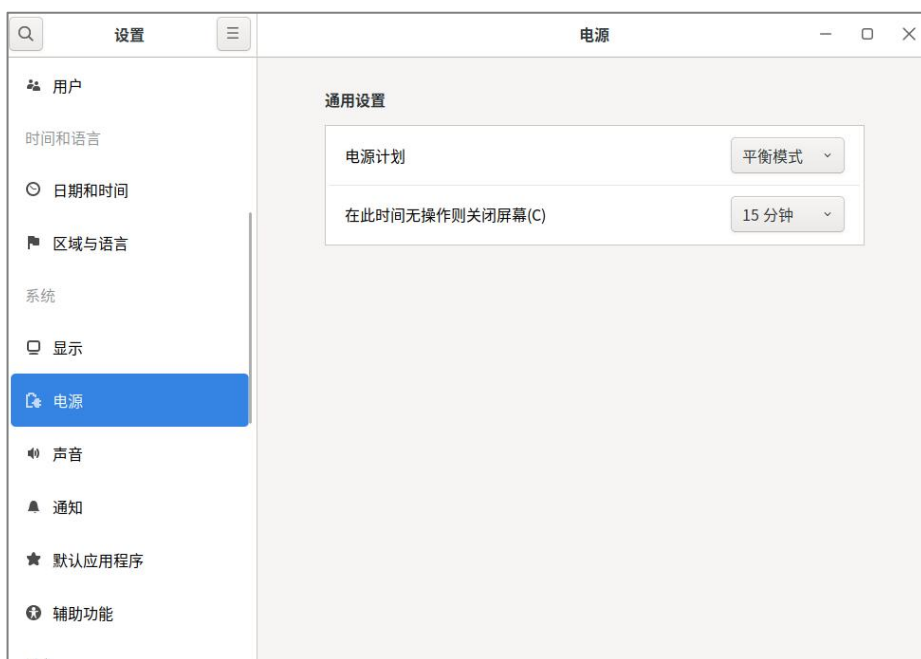 设置
电源
用户
时间和语言
日期和时间
区域与语言
系统
显示
电源
声音
通知
默认应用程序
辅助功能
通用设置
电源计划
平衡模式
在此时间无操作则关闭屏幕(C)
15 分钟